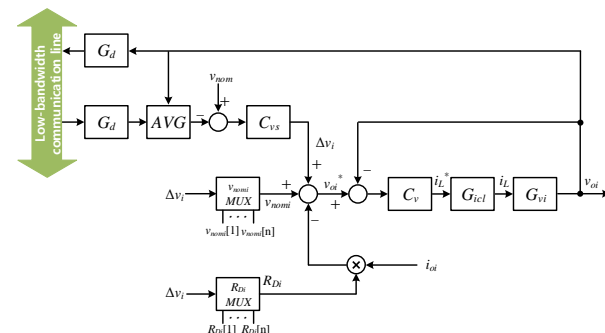 Low-bandwidth
communication line
G_d
v_nom
+
G_d
AVG
−
C_vs
Δv_i
+
−
Δv_i
v_nomi
MUX
v_nomi
+
v_oi*
+
C_v
i_L*
G_icl
i_L
G_vi
v_oi
v_nomi[1] ··· v_nomi[n]
−
×
i_oi
Δv_i
R_Di
MUX
R_Di
R_Di[1] ··· R_Di[n]